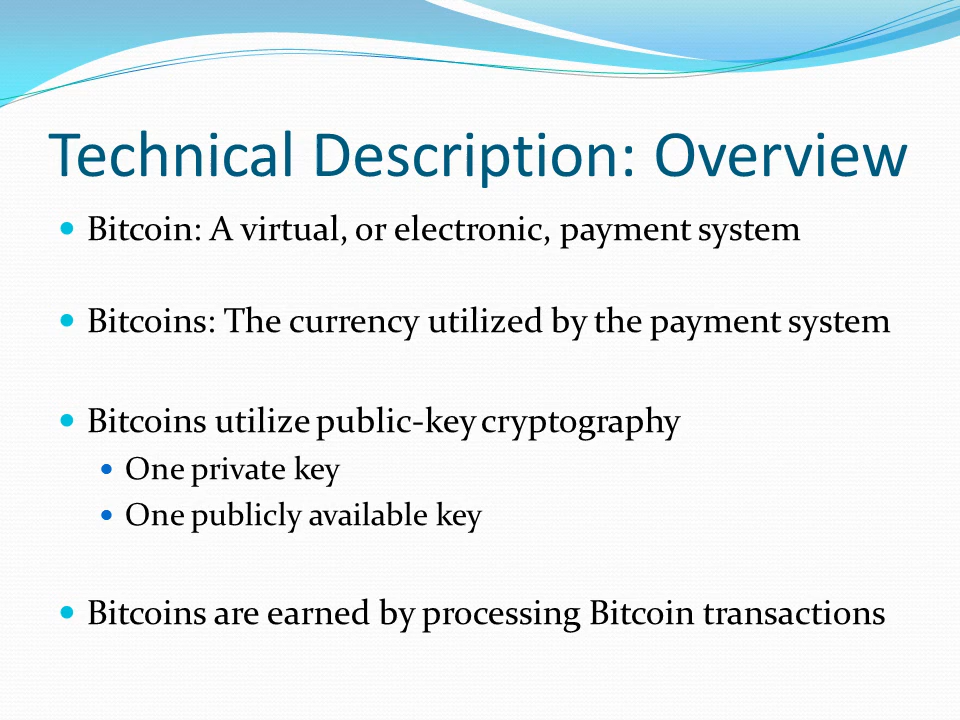 Technical Description: Overview
Bitcoin: A virtual, or electronic, payment system
Bitcoins: The currency utilized by the payment system
Bitcoins utilize public-key cryptography
One private key
One publicly available key
Bitcoins are earned by processing Bitcoin transactions